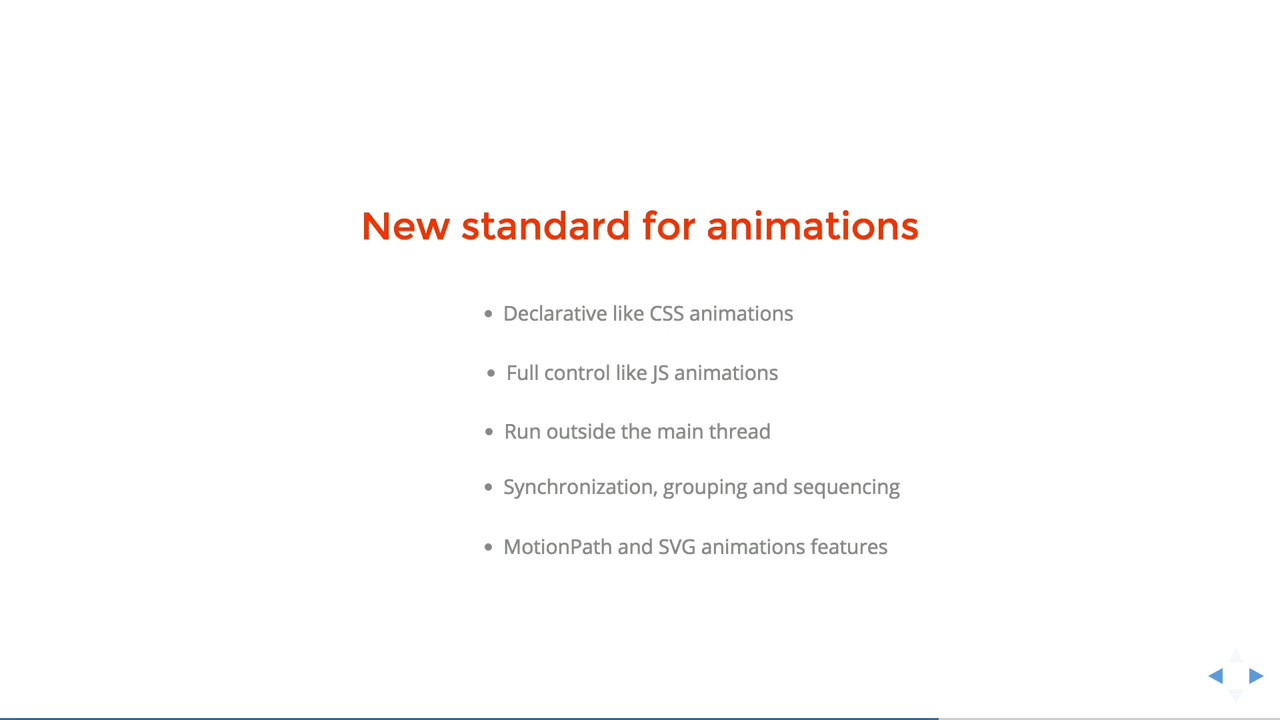 New standard for animations
• Declarative like CSS animations
• Full control like JS animations
• Run outside the main thread
• Synchronization, grouping and sequencing
• MotionPath and SVG animations features